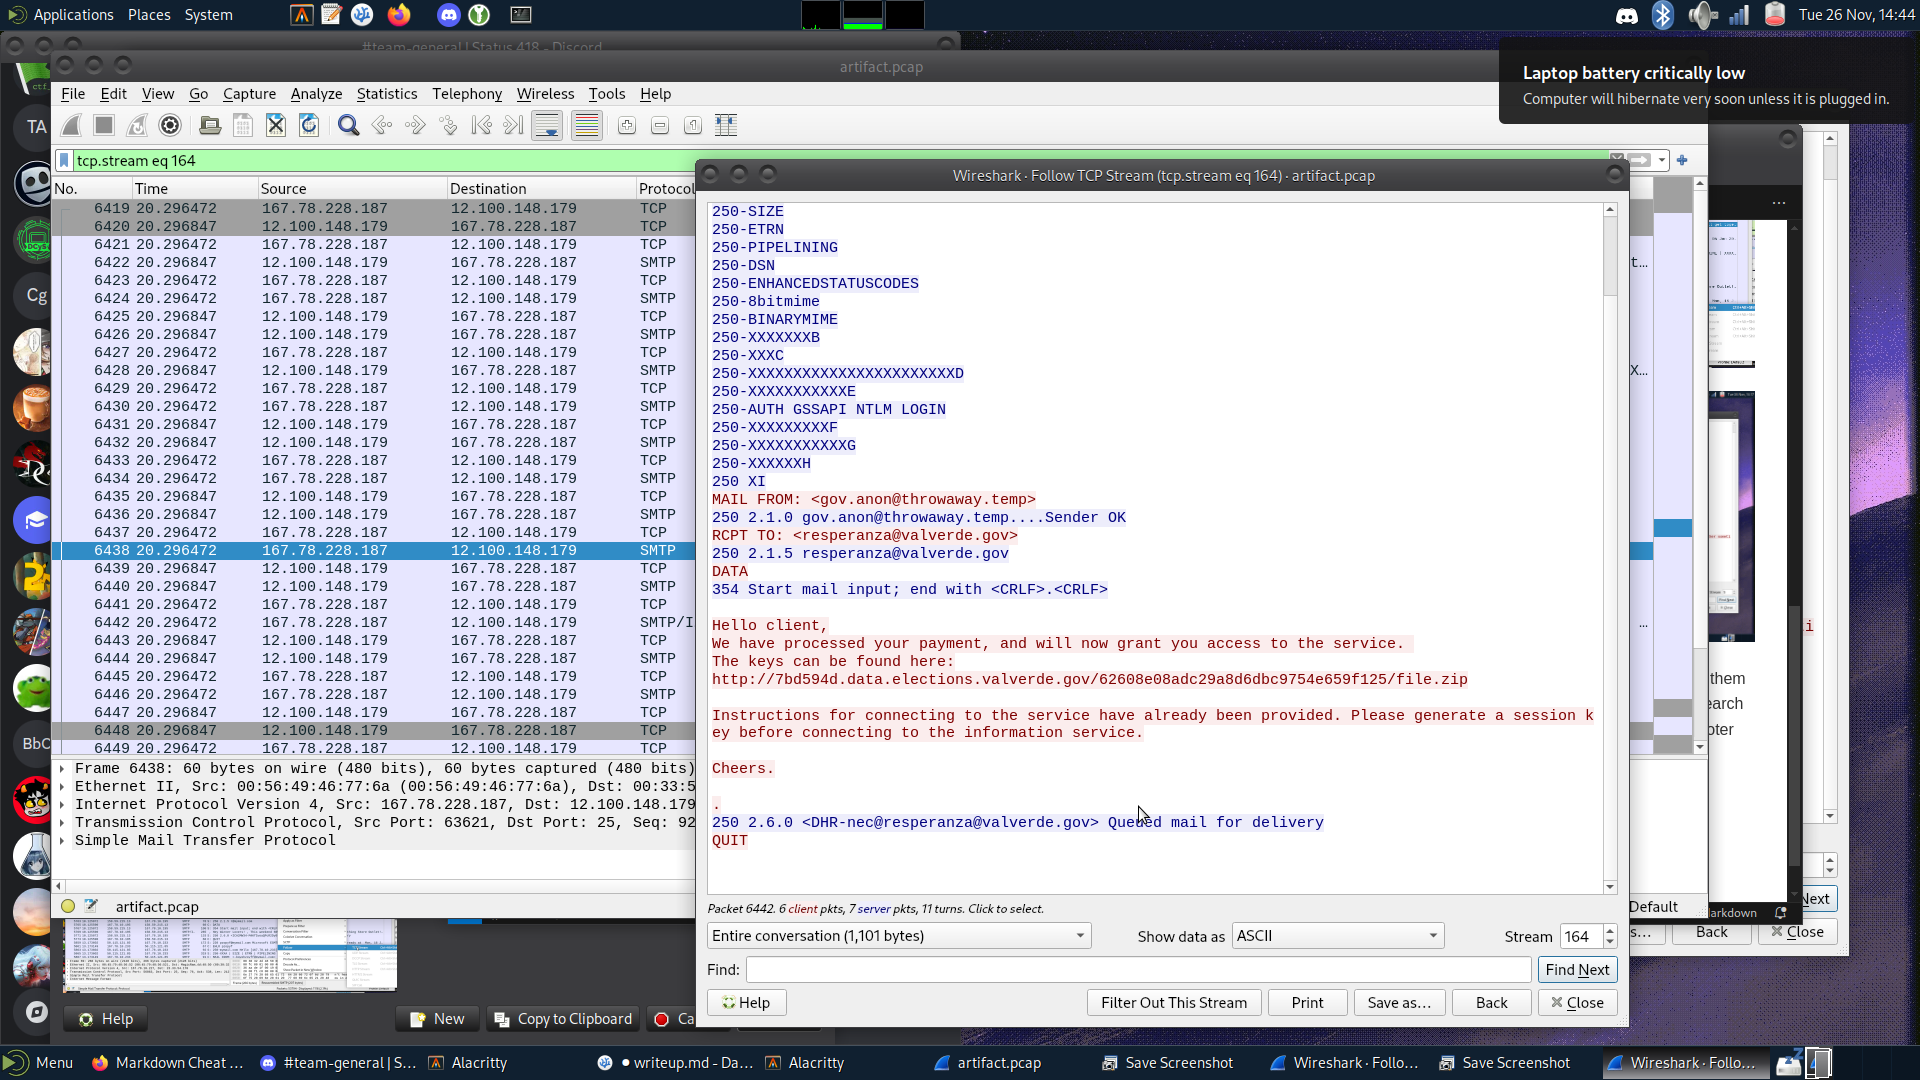 Applications Places System
Tue 26 Nov, 14:44
#team-general | Status 418 - Discord
artifact.pcap
Laptop battery critically low
Computer will hibernate very soon unless it is plugged in.
File Edit View Go Capture Analyze Statistics Telephony Wireless Tools Help
tcp.stream eq 164
Wireshark · Follow TCP Stream (tcp.stream eq 164) · artifact.pcap
No. Time Source Destination Protocol
6419 20.296472 167.78.228.187 12.100.148.179 TCP
6420 20.296847 12.100.148.179 167.78.228.187 TCP
6421 20.296472 167.78.228.187 12.100.148.179 TCP
6422 20.296847 12.100.148.179 167.78.228.187 SMTP
6423 20.296472 167.78.228.187 12.100.148.179 TCP
6424 20.296847 12.100.148.179 167.78.228.187 SMTP
6425 20.296472 167.78.228.187 12.100.148.179 TCP
6426 20.296847 12.100.148.179 167.78.228.187 SMTP
6427 20.296472 167.78.228.187 12.100.148.179 TCP
6428 20.296847 12.100.148.179 167.78.228.187 SMTP
6429 20.296472 167.78.228.187 12.100.148.179 TCP
6430 20.296847 12.100.148.179 167.78.228.187 SMTP
6431 20.296472 167.78.228.187 12.100.148.179 TCP
6432 20.296847 12.100.148.179 167.78.228.187 SMTP
6433 20.296472 167.78.228.187 12.100.148.179 TCP
6434 20.296847 12.100.148.179 167.78.228.187 SMTP
6435 20.296472 167.78.228.187 12.100.148.179 TCP
6436 20.296847 12.100.148.179 167.78.228.187 SMTP
6437 20.296472 167.78.228.187 12.100.148.179 TCP
6438 20.296472 167.78.228.187 12.100.148.179 SMTP
6439 20.296847 12.100.148.179 167.78.228.187 TCP
6440 20.296847 12.100.148.179 167.78.228.187 SMTP
6441 20.296472 167.78.228.187 12.100.148.179 TCP
6442 20.296472 167.78.228.187 12.100.148.179 SMTP/I
6443 20.296847 12.100.148.179 167.78.228.187 TCP
6444 20.296847 12.100.148.179 167.78.228.187 SMTP
6445 20.296472 167.78.228.187 12.100.148.179 TCP
6446 20.296472 167.78.228.187 12.100.148.179 SMTP
6447 20.296847 12.100.148.179 167.78.228.187 TCP
6448 20.296847 12.100.148.179 167.78.228.187 TCP
6449 20.296472 167.78.228.187 12.100.148.179 TCP
Frame 6438: 60 bytes on wire (480 bits), 60 bytes captured (480 bits)
Ethernet II, Src: 00:56:49:46:77:6a (00:56:49:46:77:6a), Dst: 00:33:5
Internet Protocol Version 4, Src: 167.78.228.187, Dst: 12.100.148.179
Transmission Control Protocol, Src Port: 63621, Dst Port: 25, Seq: 92
Simple Mail Transfer Protocol
artifact.pcap
250-SIZE
250-ETRN
250-PIPELINING
250-DSN
250-ENHANCEDSTATUSCODES
250-8bitmime
250-BINARYMIME
250-XXXXXXXB
250-XXXC
250-XXXXXXXXXXXXXXXXXXXXXXXD
250-XXXXXXXXXXXE
250-AUTH GSSAPI NTLM LOGIN
250-XXXXXXXXXF
250-XXXXXXXXXXXG
250-XXXXXXH
250 XI
MAIL FROM: <gov.anon@throwaway.temp>
250 2.1.0 gov.anon@throwaway.temp....Sender OK
RCPT TO: <resperanza@valverde.gov>
250 2.1.5 resperanza@valverde.gov
DATA
354 Start mail input; end with <CRLF>.<CRLF>
Hello client,
We have processed your payment, and will now grant you access to the service.
The keys can be found here:
http://7bd594d.data.elections.valverde.gov/62608e08adc29a8d6dbc9754e659f125/file.zip
Instructions for connecting to the service have already been provided. Please generate a session k
ey before connecting to the information service.
Cheers.
.
250 2.6.0 <DHR-nec@resperanza@valverde.gov> Queued mail for delivery
QUIT
Packet 6442. 6 client pkts, 7 server pkts, 11 turns. Click to select.
Entire conversation (1,101 bytes) Show data as ASCII Stream 164
Find: Find Next
Help Filter Out This Stream Print Save as... Back Close
TA
Cg
BbC
t...
X...
...
them
earch
oter
Default
Next
arkdown
s... Back Close
Help New Copy to Clipboard Ca
Menu Markdown Cheat ... #team-general | S... Alacritty • writeup.md - Da... Alacritty artifact.pcap Save Screenshot Wireshark · Follo... Save Screenshot Wireshark · Follo...